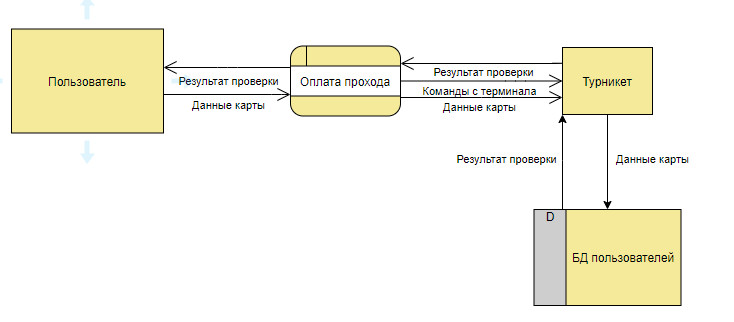 Пользователь
Результат проверки
Данные карты
Оплата прохода
Результат проверки
Команды с терминала
Данные карты
Турникет
Результат проверки
Данные карты
D
БД пользователей